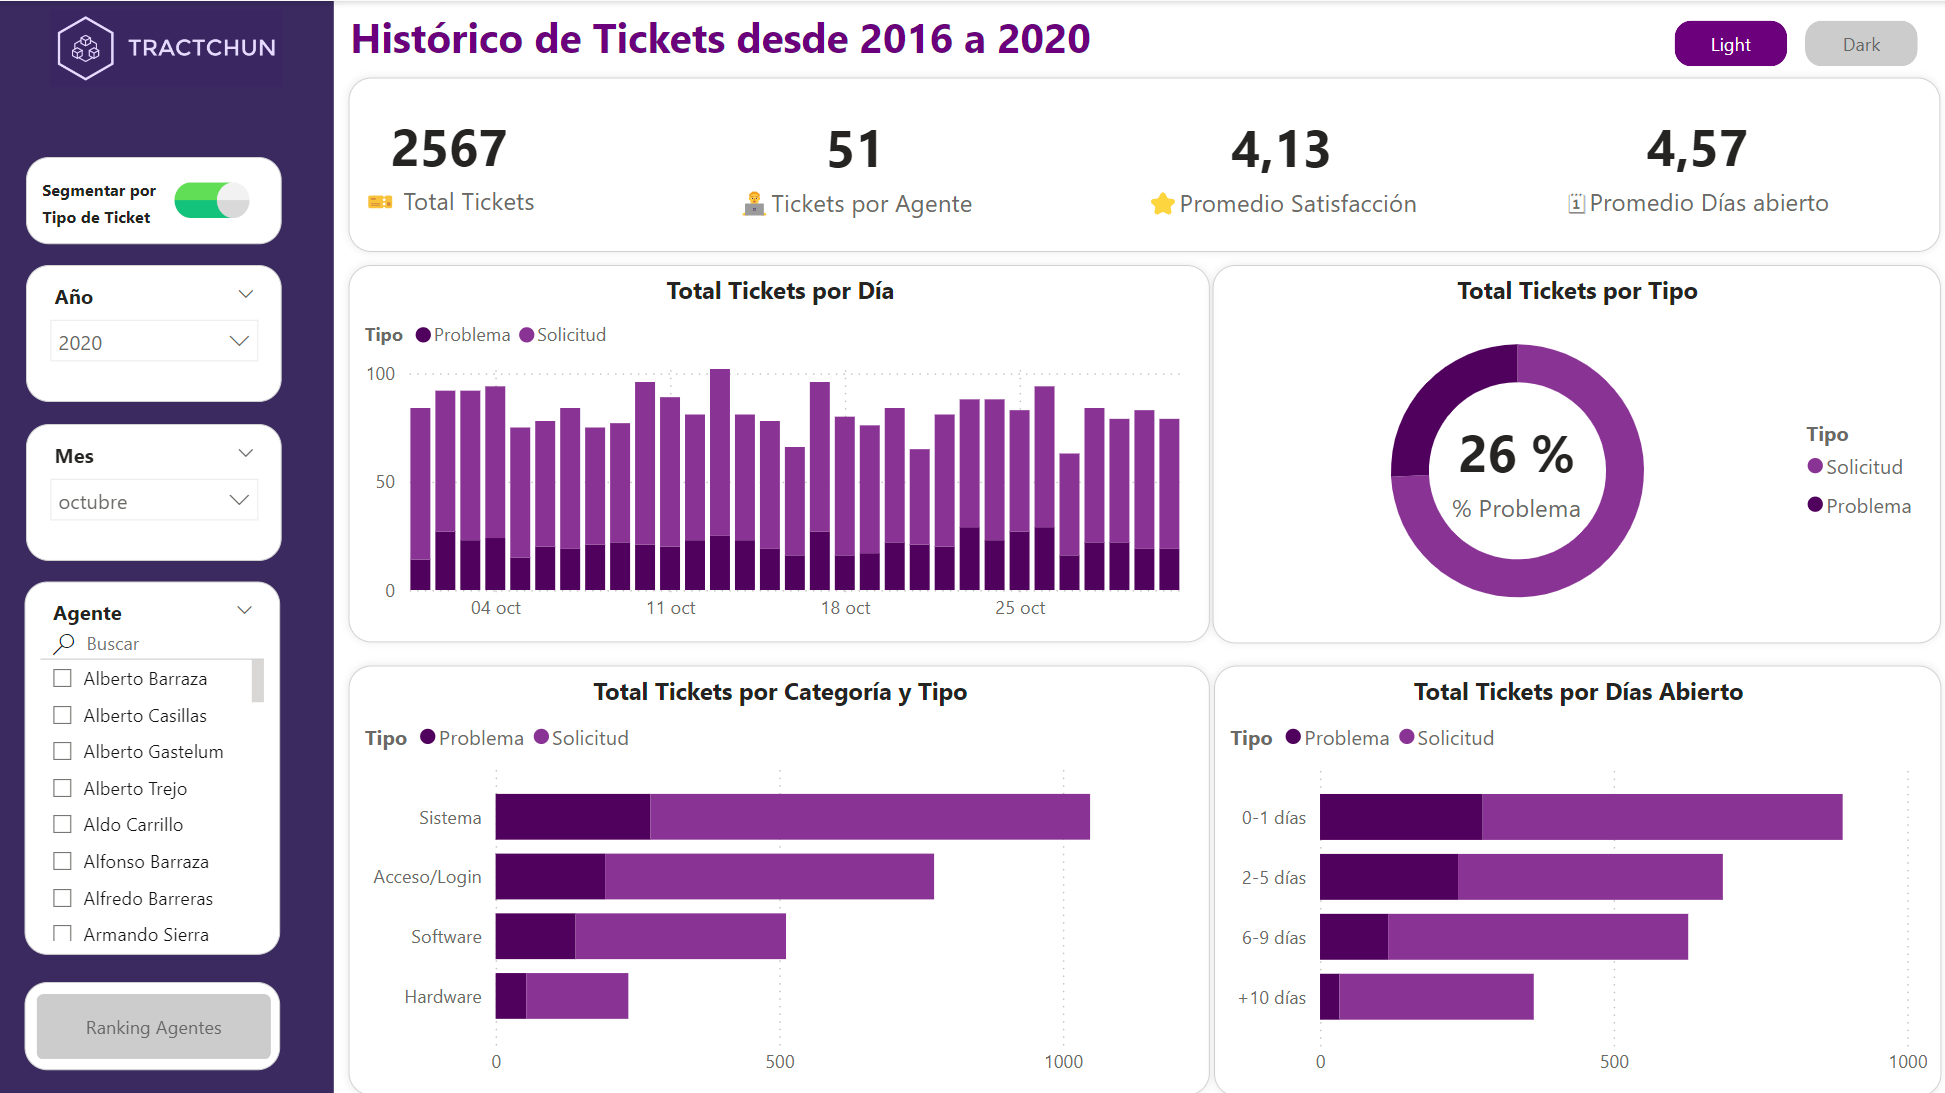 TRACTCHUN
Histórico de Tickets desde 2016 a 2020
Light
Dark
Segmentar por
Tipo de Ticket
Año
2020
Mes
octubre
Agente
Buscar
Alberto Barraza
Alberto Casillas
Alberto Gastelum
Alberto Trejo
Aldo Carrillo
Alfonso Barraza
Alfredo Barreras
Armando Sierra
Ranking Agentes
2567
Total Tickets
51
Tickets por Agente
4,13
Promedio Satisfacción
4,57
Promedio Días abierto
Total Tickets por Día
Tipo Problema Solicitud
100
50
0
04 oct 11 oct 18 oct 25 oct
Total Tickets por Tipo
26 %
% Problema
Tipo
Solicitud
Problema
Total Tickets por Categoría y Tipo
Tipo Problema Solicitud
Sistema
Acceso/Login
Software
Hardware
0 500 1000
Total Tickets por Días Abierto
Tipo Problema Solicitud
0-1 días
2-5 días
6-9 días
+10 días
0 500 1000